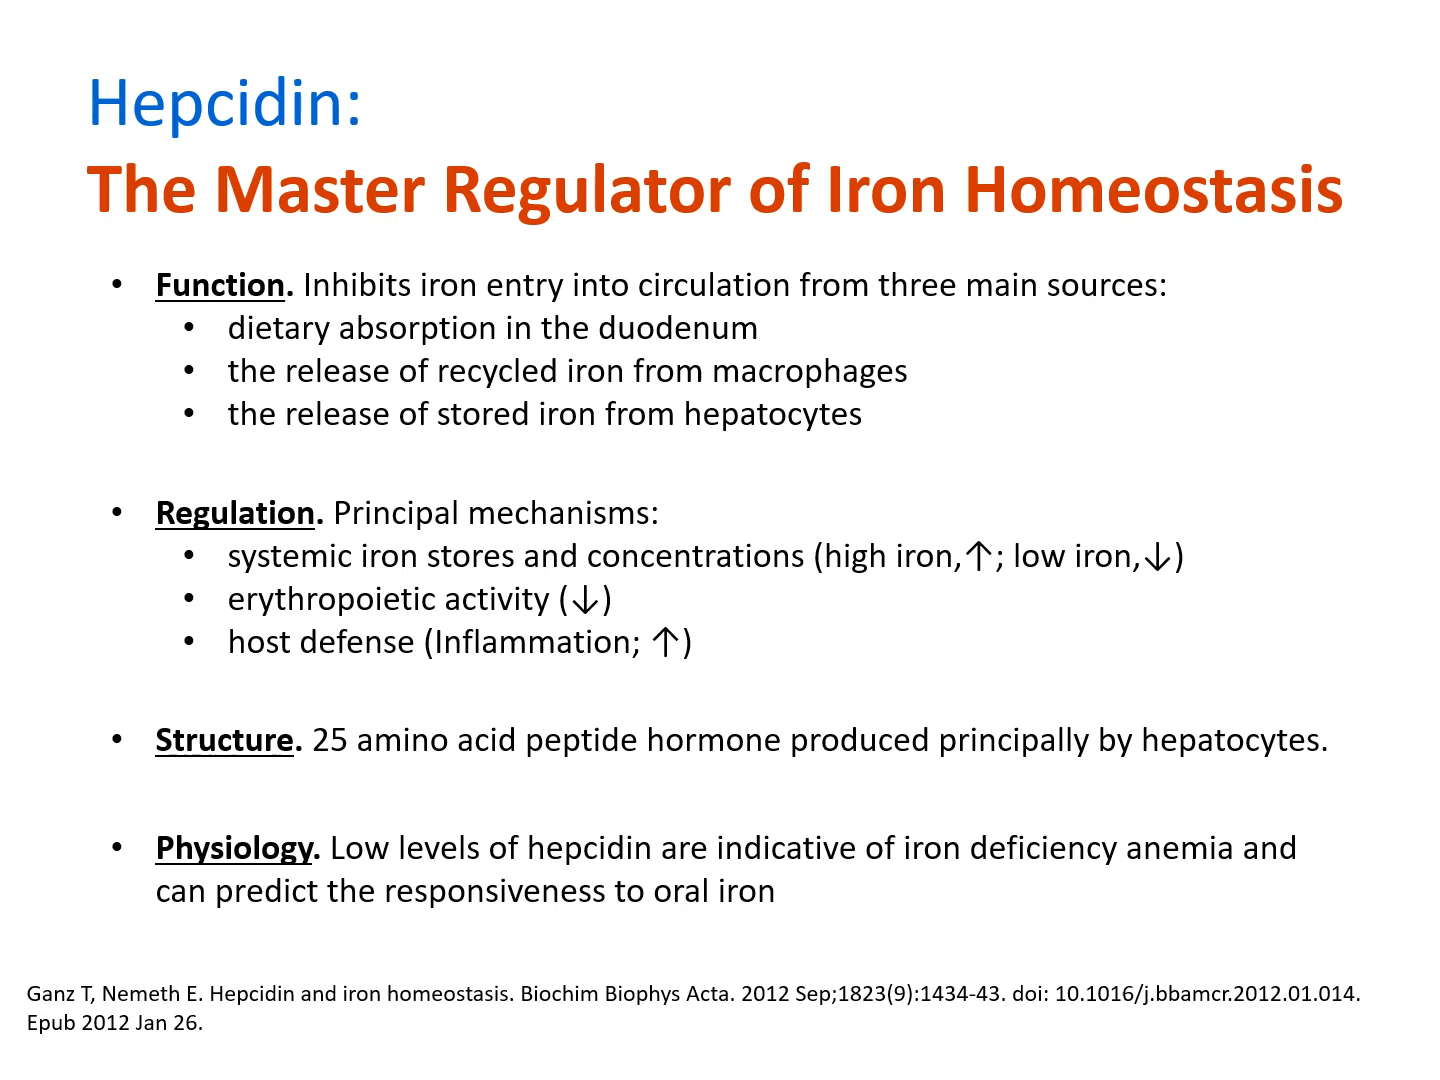 Hepcidin:
The Master Regulator of Iron Homeostasis
• Function. Inhibits iron entry into circulation from three main sources:
• dietary absorption in the duodenum
• the release of recycled iron from macrophages
• the release of stored iron from hepatocytes
• Regulation. Principal mechanisms:
• systemic iron stores and concentrations (high iron,↑; low iron,↓)
• erythropoietic activity (↓)
• host defense (Inflammation; ↑)
• Structure. 25 amino acid peptide hormone produced principally by hepatocytes.
• Physiology. Low levels of hepcidin are indicative of iron deficiency anemia and
can predict the responsiveness to oral iron
Ganz T, Nemeth E. Hepcidin and iron homeostasis. Biochim Biophys Acta. 2012 Sep;1823(9):1434-43. doi: 10.1016/j.bbamcr.2012.01.014.
Epub 2012 Jan 26.